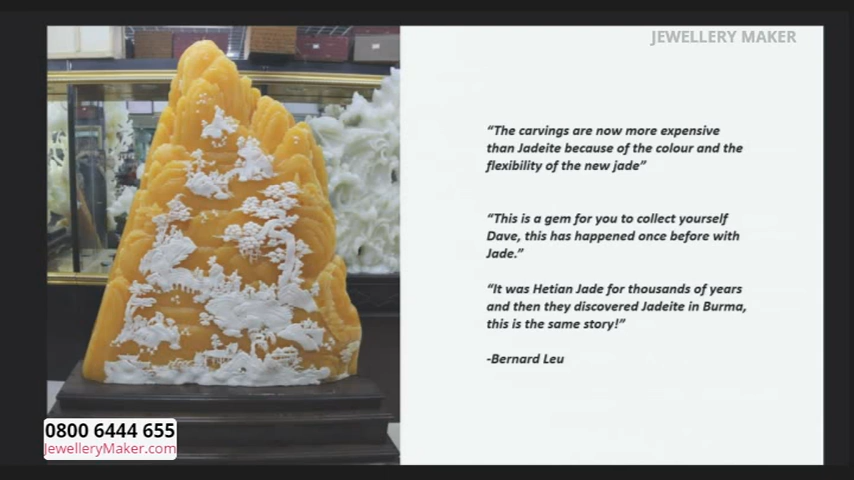 JEWELLERY MAKER
“The carvings are now more expensive
than Jadeite because of the colour and the
flexibility of the new jade”
“This is a gem for you to collect yourself
Dave, this has happened once before with
Jade.”
“It was Hetian Jade for thousands of years
and then they discovered Jadeite in Burma,
this is the same story!”
-Bernard Leu
0800 6444 655
JewelleryMaker.com